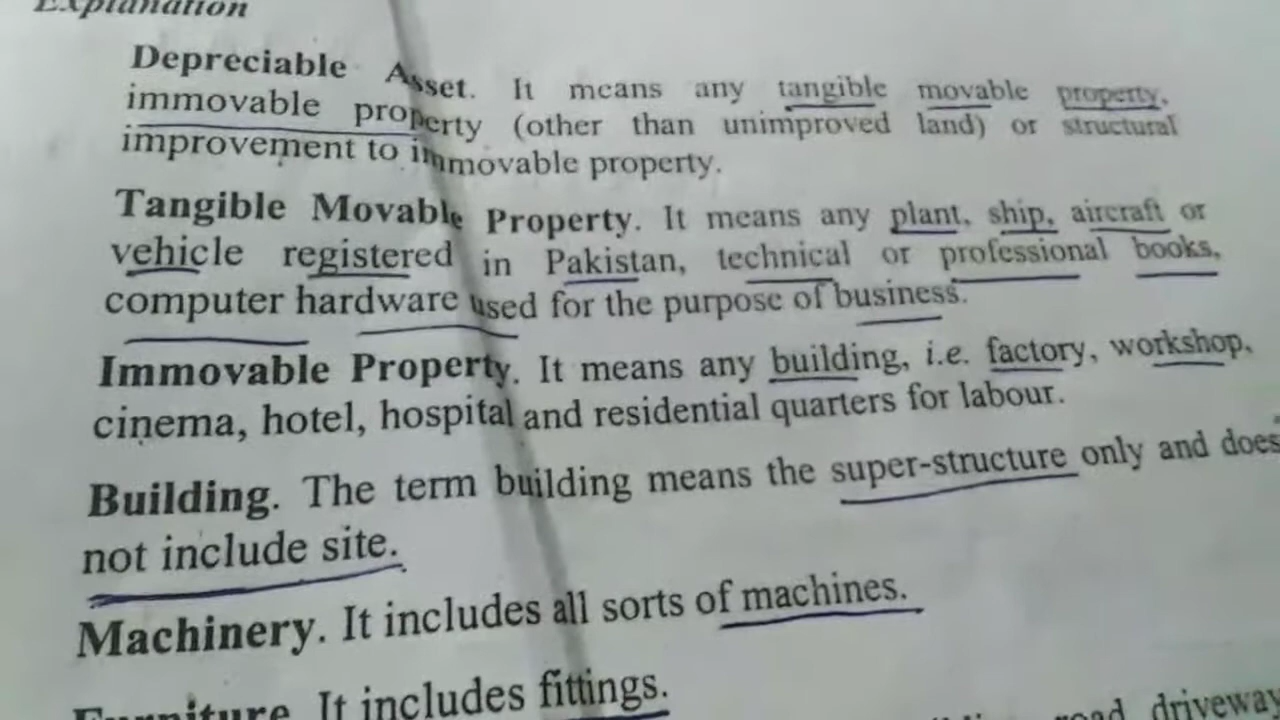 Explanation
Depreciable Asset. It means any tangible movable property,
immovable property (other than unimproved land) or structural
improvement to immovable property.
Tangible Movable Property. It means any plant, ship, aircraft or
vehicle registered in Pakistan, technical or professional books,
computer hardware used for the purpose of business.
Immovable Property. It means any building, i.e. factory, workshop,
cinema, hotel, hospital and residential quarters for labour.
Building. The term building means the super-structure only and does
not include site.
Machinery. It includes all sorts of machines.
Furniture. It includes fittings.
road, driveway